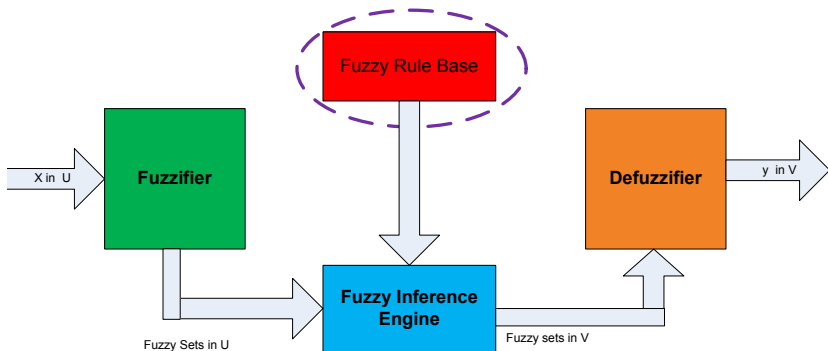 Fuzzy Rule Base
X in U
Fuzzifier
Defuzzifier
y in V
Fuzzy Inference
Engine
Fuzzy Sets in U
Fuzzy sets in V